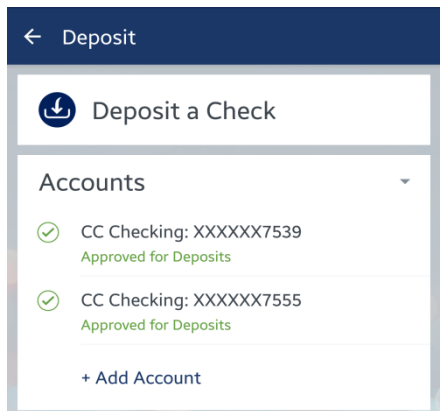 Deposit
Deposit a Check
Accounts
CC Checking: XXXXXX7539
Approved for Deposits
CC Checking: XXXXXX7555
Approved for Deposits
+ Add Account